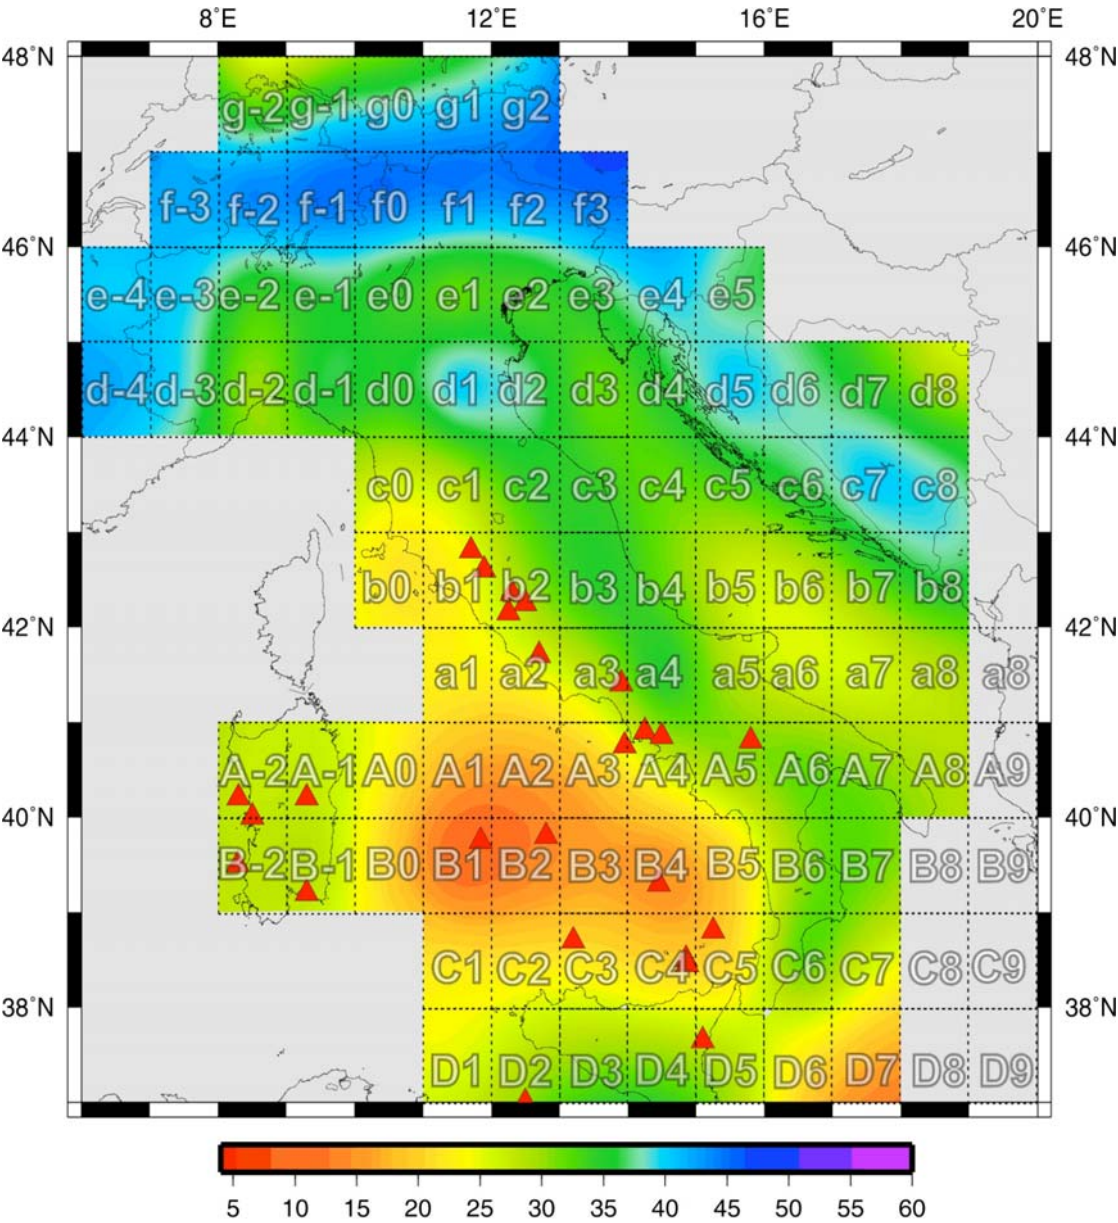 8°E 12°E 16°E 20°E
48°N 48°N
g-2 g-1 g0 g1 g2
f-3 f-2 f-1 f0 f1 f2 f3
46°N 46°N
e-4 e-3 e-2 e-1 e0 e1 e2 e3 e4 e5
d-4 d-3 d-2 d-1 d0 d1 d2 d3 d4 d5 d6 d7 d8
44°N 44°N
c0 c1 c2 c3 c4 c5 c6 c7 c8
b0 b1 b2 b3 b4 b5 b6 b7 b8
42°N 42°N
a1 a2 a3 a4 a5 a6 a7 a8 a8
A-2 A-1 A0 A1 A2 A3 A4 A5 A6 A7 A8 A9
40°N 40°N
B-2 B-1 B0 B1 B2 B3 B4 B5 B6 B7 B8 B9
C1 C2 C3 C4 C5 C6 C7 C8 C9
38°N 38°N
D1 D2 D3 D4 D5 D6 D7 D8 D9
5 10 15 20 25 30 35 40 45 50 55 60